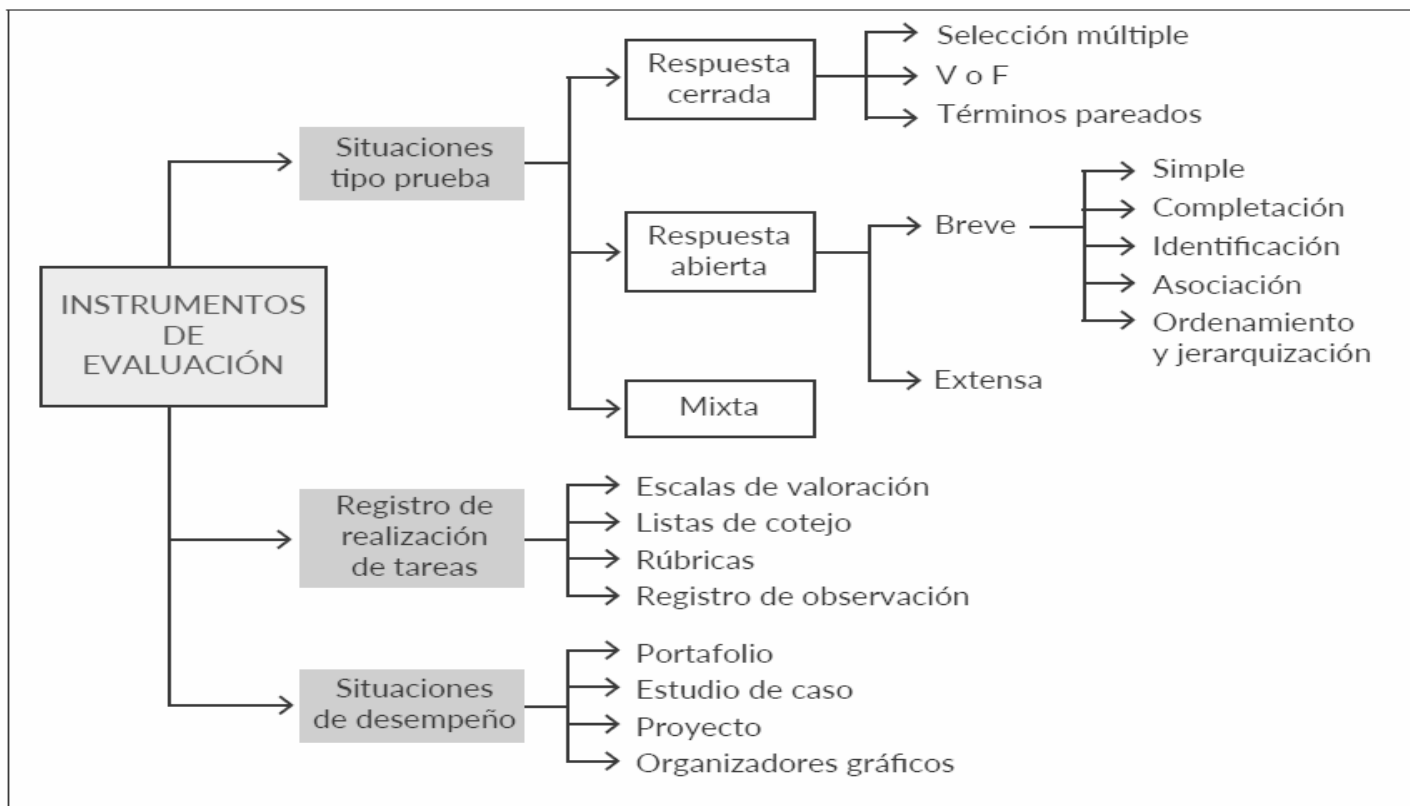 INSTRUMENTOS
DE
EVALUACIÓN
Situaciones
tipo prueba
Respuesta
cerrada
Selección múltiple
V o F
Términos pareados
Respuesta
abierta
Breve
Simple
Completación
Identificación
Asociación
Ordenamiento
y jerarquización
Extensa
Mixta
Registro de
realización
de tareas
Escalas de valoración
Listas de cotejo
Rúbricas
Registro de observación
Situaciones
de desempeño
Portafolio
Estudio de caso
Proyecto
Organizadores gráficos